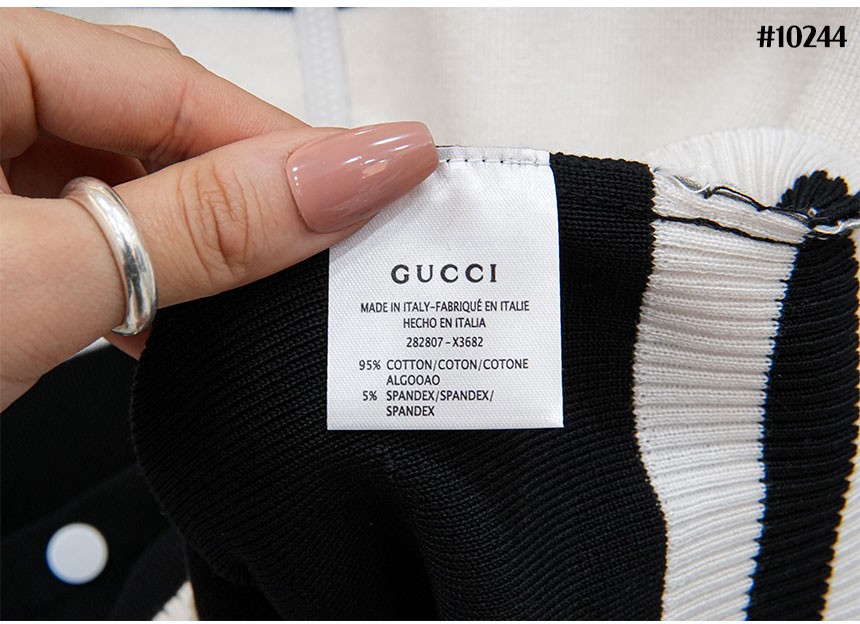 #10244
GUCCI
MADE IN ITALY-FABRIQUÉ EN ITALIE
HECHO EN ITALIA
282807-X3682
95% COTTON/COTON/COTONE
ALGOOAO
5% SPANDEX/SPANDEX/
SPANDEX